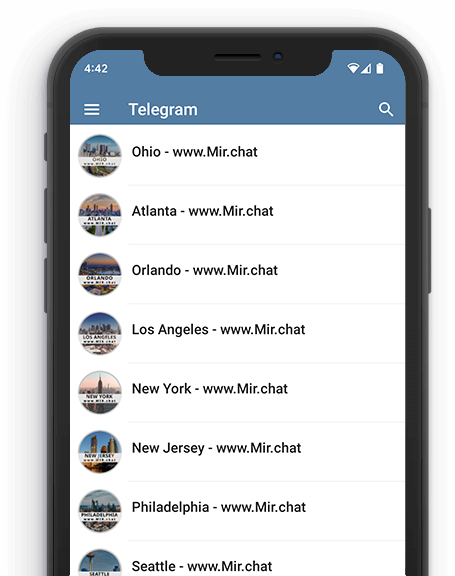 4:42
Telegram
OHIO
www.Mir.chat
Ohio - www.Mir.chat
ATLANTA
www.Mir.chat
Atlanta - www.Mir.chat
ORLANDO
www.Mir.chat
Orlando - www.Mir.chat
LOS ANGELES
www.Mir.chat
Los Angeles - www.Mir.chat
NEW YORK
www.Mir.chat
New York - www.Mir.chat
NEW JERSEY
www.MIR.chat
New Jersey - www.Mir.chat
PHILADELPHIA
www.MIR.chat
Philadelphia - www.Mir.chat
SEATTLE
Seattle - www.Mir.chat